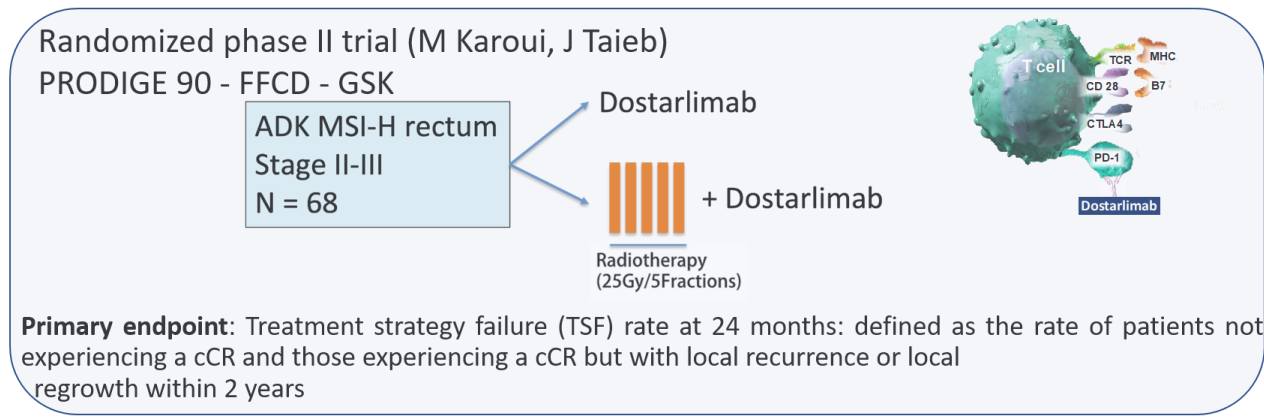 Randomized phase II trial (M Karoui, J Taieb)
PRODIGE 90 - FFCD - GSK
ADK MSI-H rectum
Stage II-III
N = 68
Dostarlimab
+ Dostarlimab
Radiotherapy
(25Gy/5Fractions)
T cell
TCR
MHC
CD 28
B7
CTLA4
PD-1
Dostarlimab
Primary endpoint: Treatment strategy failure (TSF) rate at 24 months: defined as the rate of patients not
experiencing a cCR and those experiencing a cCR but with local recurrence or local
regrowth within 2 years